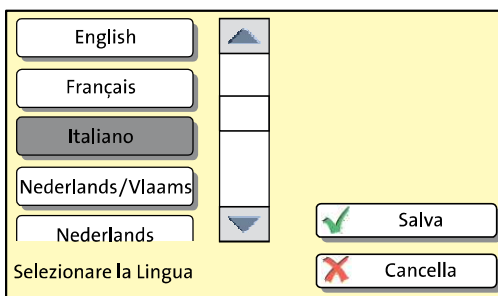 English
Français
Italiano
Nederlands/Vlaams
Nederlands
Selezionare la Lingua
Salva
Cancella